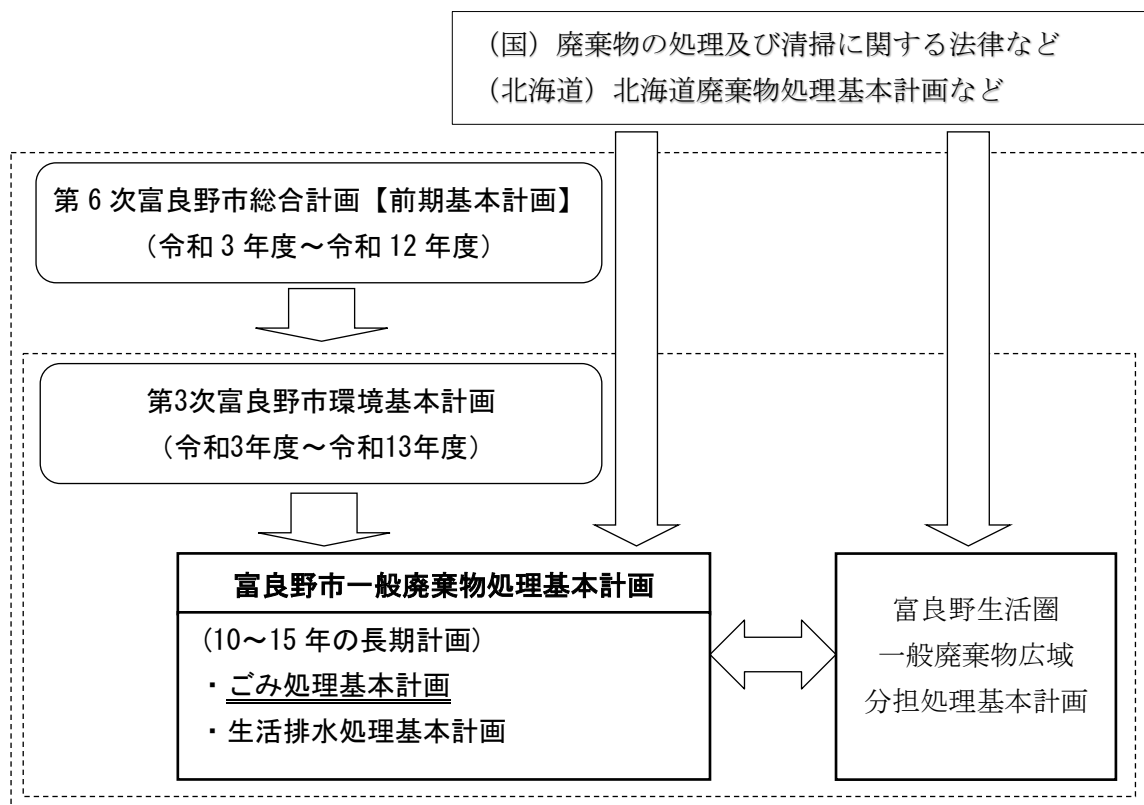 （国）廃棄物の処理及び清掃に関する法律など
（北海道）北海道廃棄物処理基本計画など
第 6 次富良野市総合計画【前期基本計画】
（令和 3 年度～令和 12 年度）
第3次富良野市環境基本計画
（令和3年度～令和13年度）
富良野市一般廃棄物処理基本計画
(10～15 年の長期計画)
・ごみ処理基本計画
・生活排水処理基本計画
富良野生活圏
一般廃棄物広域
分担処理基本計画